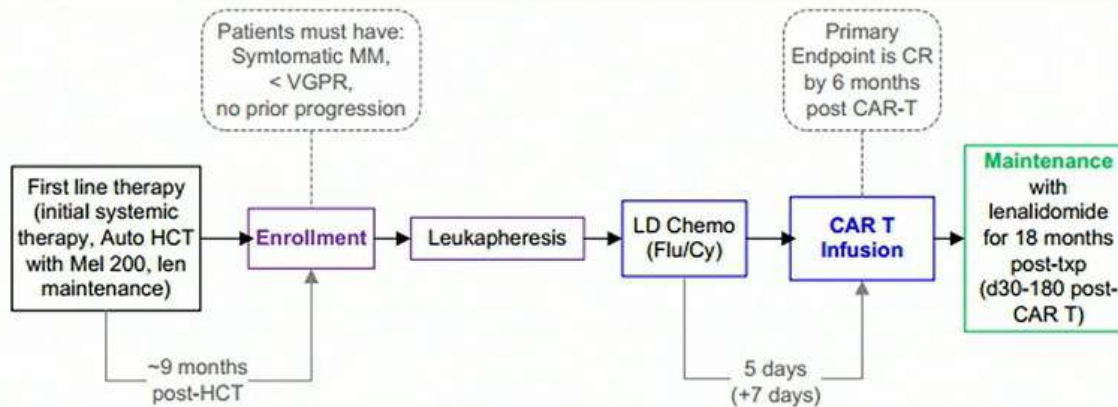 Patients must have:
Symtomatic MM,
< VGPR,
no prior progression
Primary
Endpoint is CR
by 6 months
post CAR-T
First line therapy
(initial systemic
therapy, Auto HCT
with Mel 200, len
maintenance)
Enrollment
Leukapheresis
LD Chemo
(Flu/Cy)
CAR T
Infusion
Maintenance
with
lenalidomide
for 18 months
post-txp
(d30-180 post-
CAR T)
~9 months
post-HCT
5 days
(+7 days)